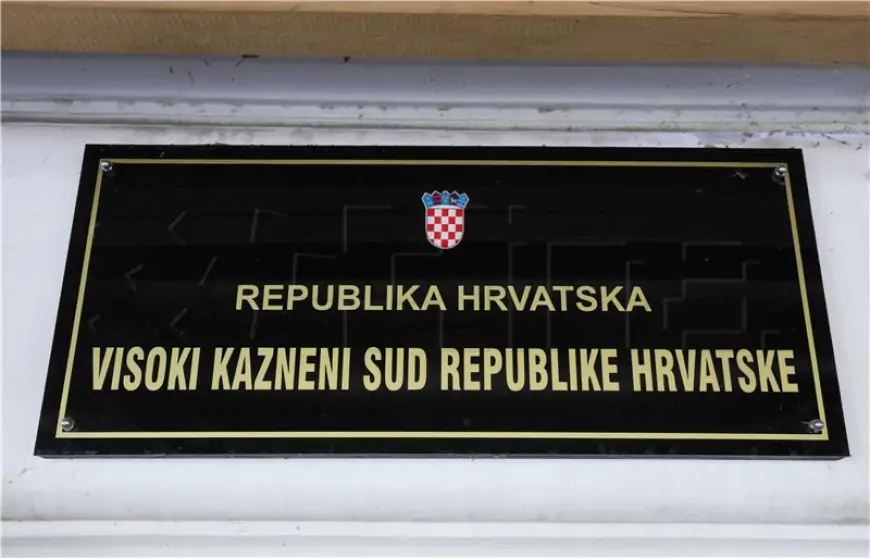 REPUBLIKA HRVATSKA
VISOKI KAZNENI SUD REPUBLIKE HRVATSKE